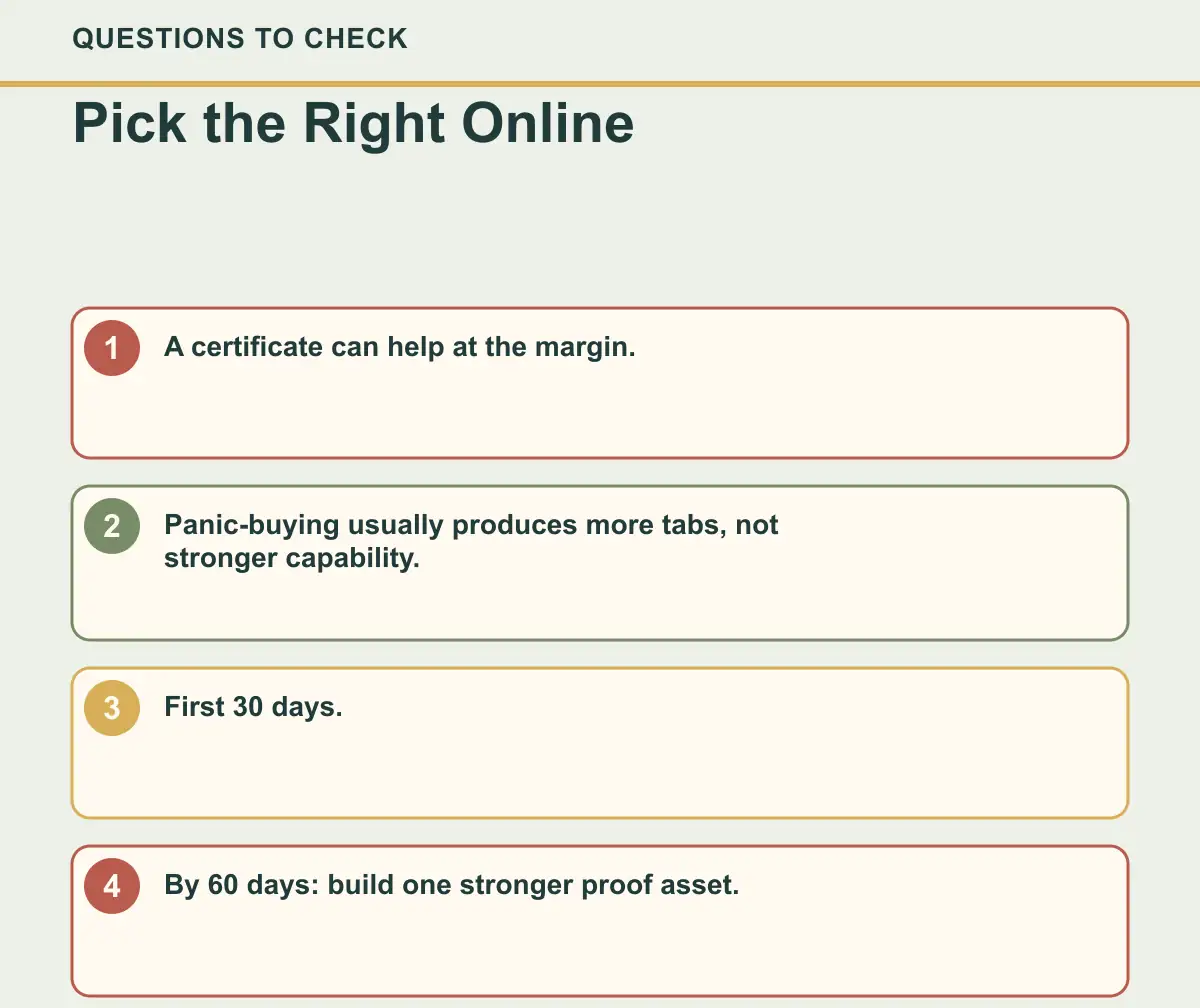 QUESTIONS TO CHECK
Pick the Right Online
1
A certificate can help at the margin.
2
Panic-buying usually produces more tabs, not
stronger capability.
3
First 30 days.
4
By 60 days: build one stronger proof asset.